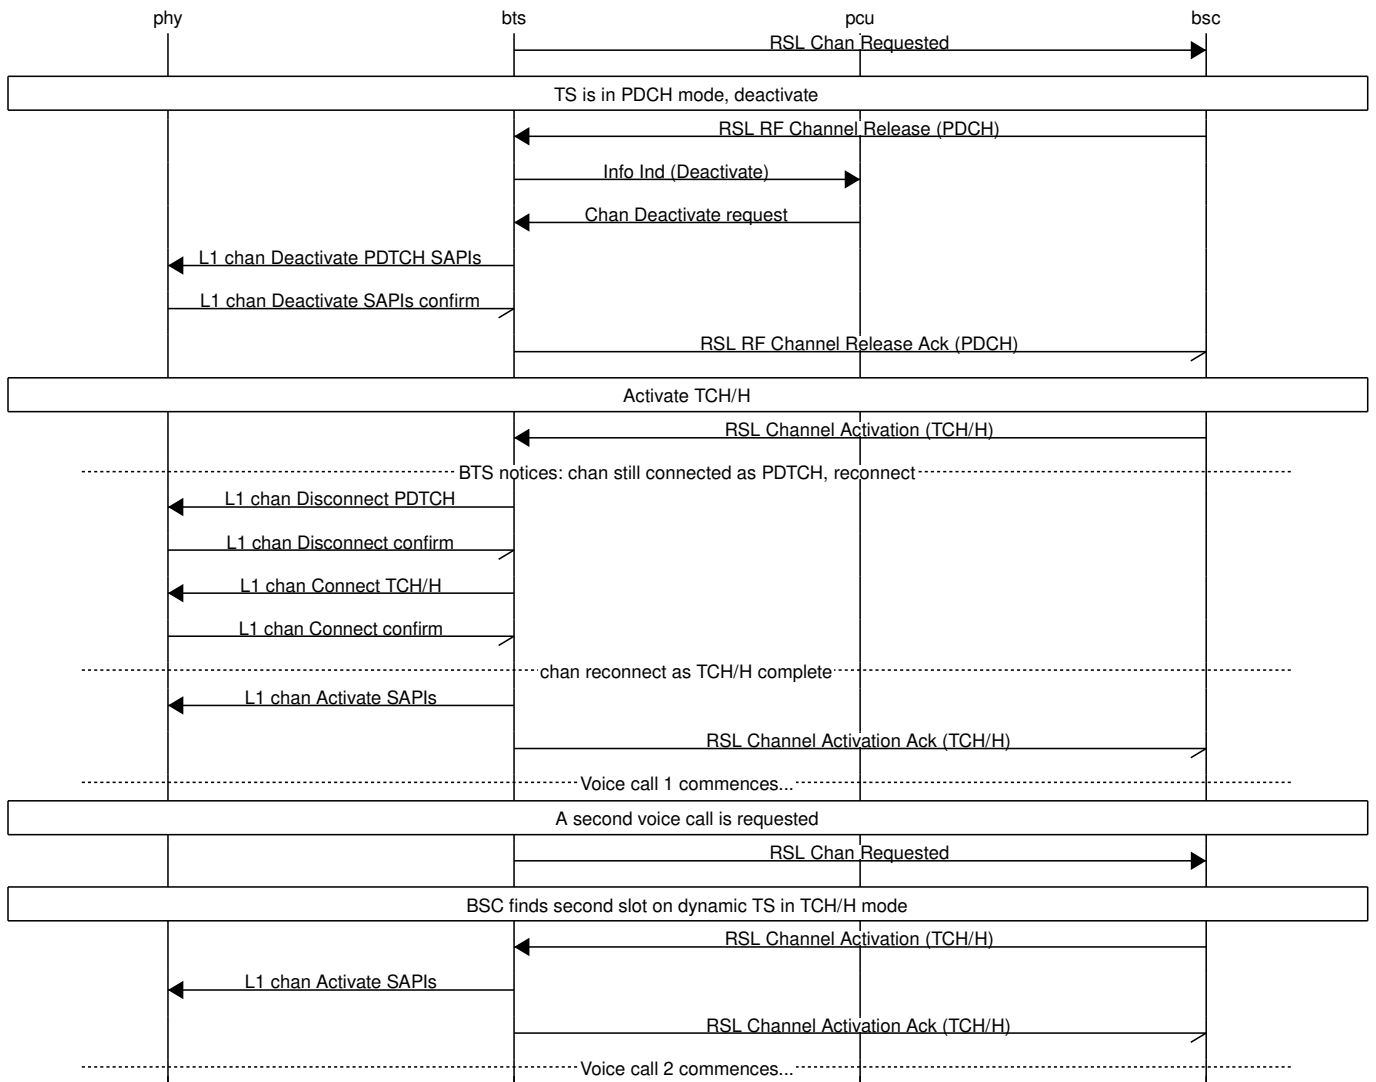 phy bts pcu bsc
RSL Chan Requested
TS is in PDCH mode, deactivate
RSL RF Channel Release (PDCH)
Info Ind (Deactivate)
Chan Deactivate request
L1 chan Deactivate PDTCH SAPIs
L1 chan Deactivate SAPIs confirm
RSL RF Channel Release Ack (PDCH)
Activate TCH/H
RSL Channel Activation (TCH/H)
BTS notices: chan still connected as PDTCH, reconnect
L1 chan Disconnect PDTCH
L1 chan Disconnect confirm
L1 chan Connect TCH/H
L1 chan Connect confirm
chan reconnect as TCH/H complete
L1 chan Activate SAPIs
RSL Channel Activation Ack (TCH/H)
Voice call 1 commences...
A second voice call is requested
RSL Chan Requested
BSC finds second slot on dynamic TS in TCH/H mode
RSL Channel Activation (TCH/H)
L1 chan Activate SAPIs
RSL Channel Activation Ack (TCH/H)
Voice call 2 commences...